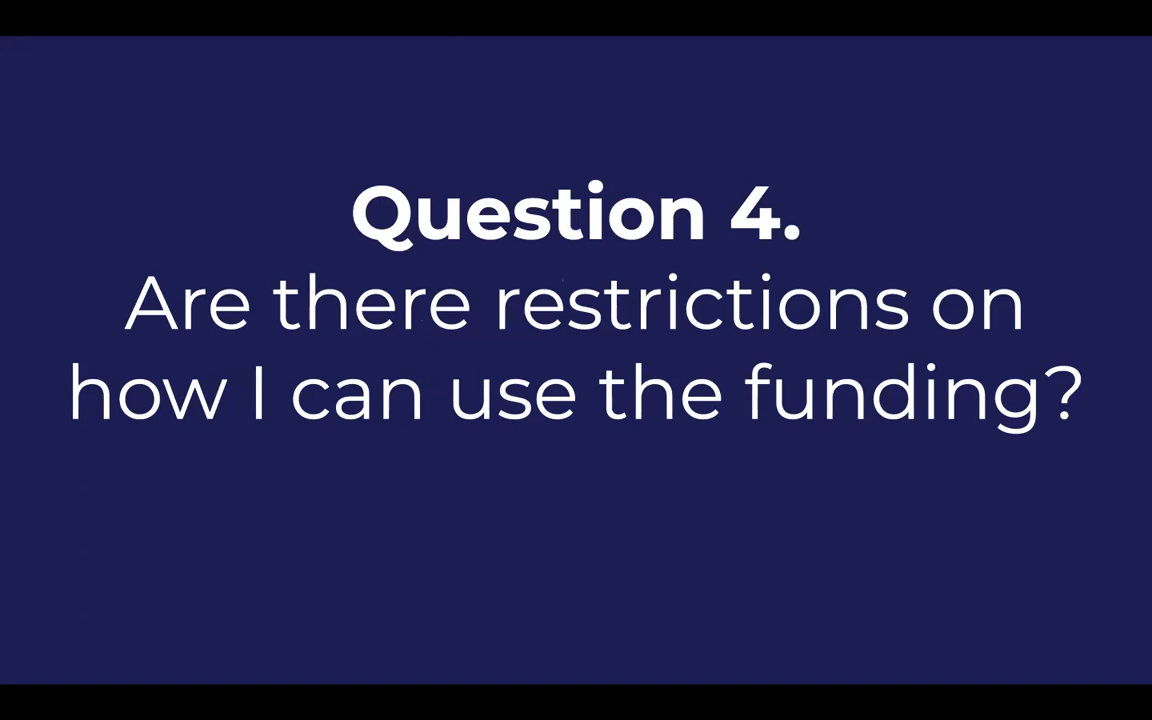 Question 4.
Are there restrictions on
how I can use the funding?